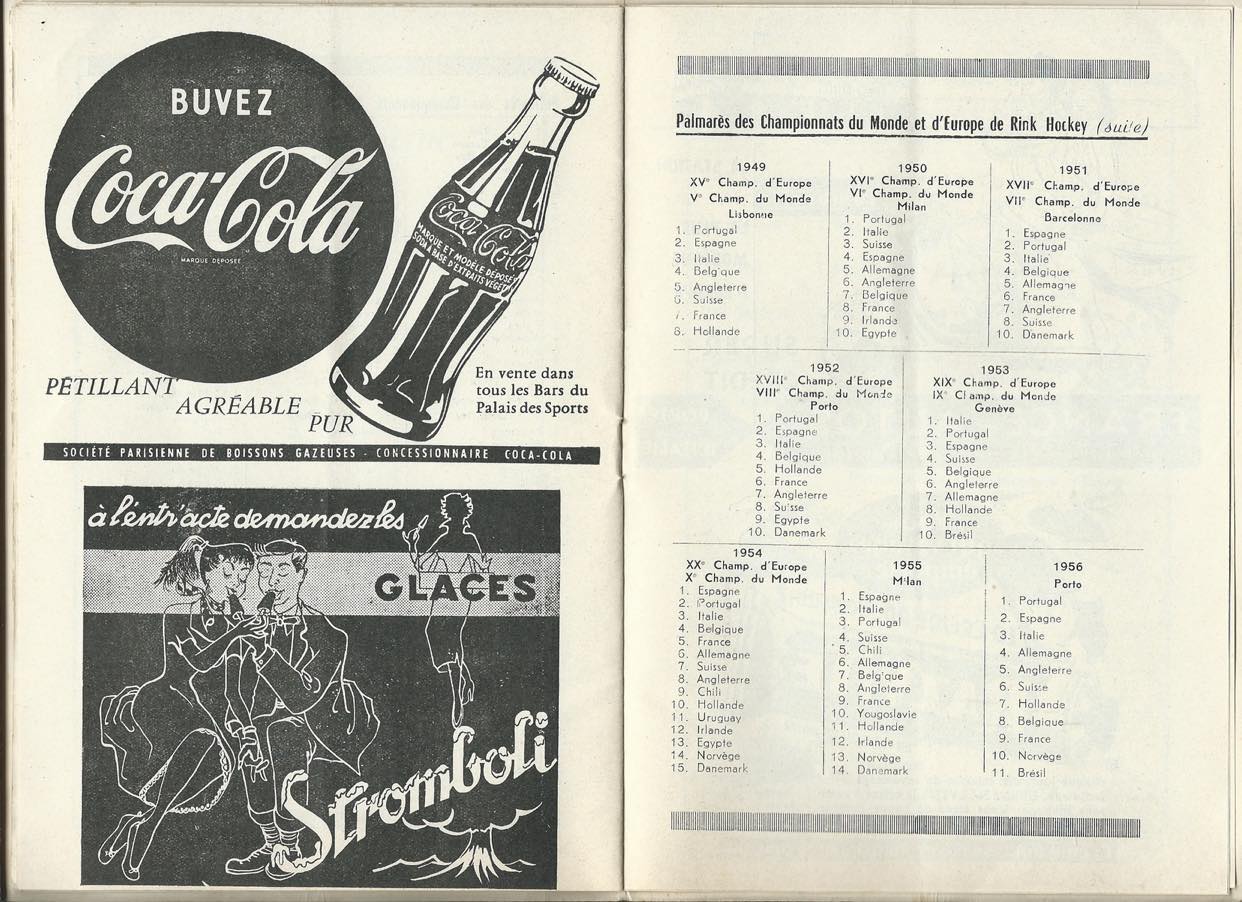 BUVEZ
Coca-Cola
MARQUE DÉPOSÉE
Coca-Cola
MARQUE ET MODÈLE DÉPOSÉS
SODA À BASE D'EXTRAITS VÉGÉT
PÉTILLANT
AGRÉABLE
PUR
En vente dans
tous les Bars du
Palais des Sports
SOCIÉTÉ PARISIENNE DE BOISSONS GAZEUSES - CONCESSIONNAIRE COCA-COLA
à l'éntr'acte demandez les
GLACES
Stromboli
Palmarès des Championnats du Monde et d'Europe de Rink Hockey (suite)
1949
XVe Champ. d'Europe
Ve Champ. du Monde
Lisbonne
1. Portugal
2. Espagne
3. Italie
4. Belgique
5. Angleterre
6. Suisse
7. France
8. Hollande
1950
XVIe Champ. d'Europe
VIe Champ. du Monde
Milan
1. Portugal
2. Italie
3. Suisse
4. Espagne
5. Allemagne
6. Angleterre
7. Belgique
8. France
9. Irlande
10. Egypte
1951
XVIIe Champ. d'Europe
VIIe Champ. du Monde
Barcelonne
1. Espagne
2. Portugal
3. Italie
4. Belgique
5. Allemagne
6. France
7. Angleterre
8. Suisse
10. Danemark
1952
XVIIIe Champ. d'Europe
VIIIe Champ. du Monde
Porto
1. Portugal
2. Espagne
3. Italie
4. Belgique
5. Hollande
6. France
7. Angleterre
8. Suisse
9. Egypte
10. Danemark
1953
XIXe Champ. d'Europe
IXe Champ. du Monde
Genève
1. Italie
2. Portugal
3. Espagne
4. Suisse
5. Belgique
6. Angleterre
7. Allemagne
8. Hollande
9. France
10. Brésil
1954
XXe Champ. d'Europe
Xe Champ. du Monde
1. Espagne
2. Portugal
3. Italie
4. Belgique
5. France
6. Allemagne
7. Suisse
8. Angleterre
9. Chili
10. Hollande
11. Uruguay
12. Irlande
13. Egypte
14. Norvège
15. Danemark
1955
Milan
1. Espagne
2. Italie
3. Portugal
4. Suisse
5. Chili
6. Allemagne
7. Belgique
8. Angleterre
9. France
10. Yougoslavie
11. Hollande
12. Irlande
13. Norvège
14. Danemark
1956
Porto
1. Portugal
2. Espagne
3. Italie
4. Allemagne
5. Angleterre
6. Suisse
7. Hollande
8. Belgique
9. France
10. Norvège
11. Brésil